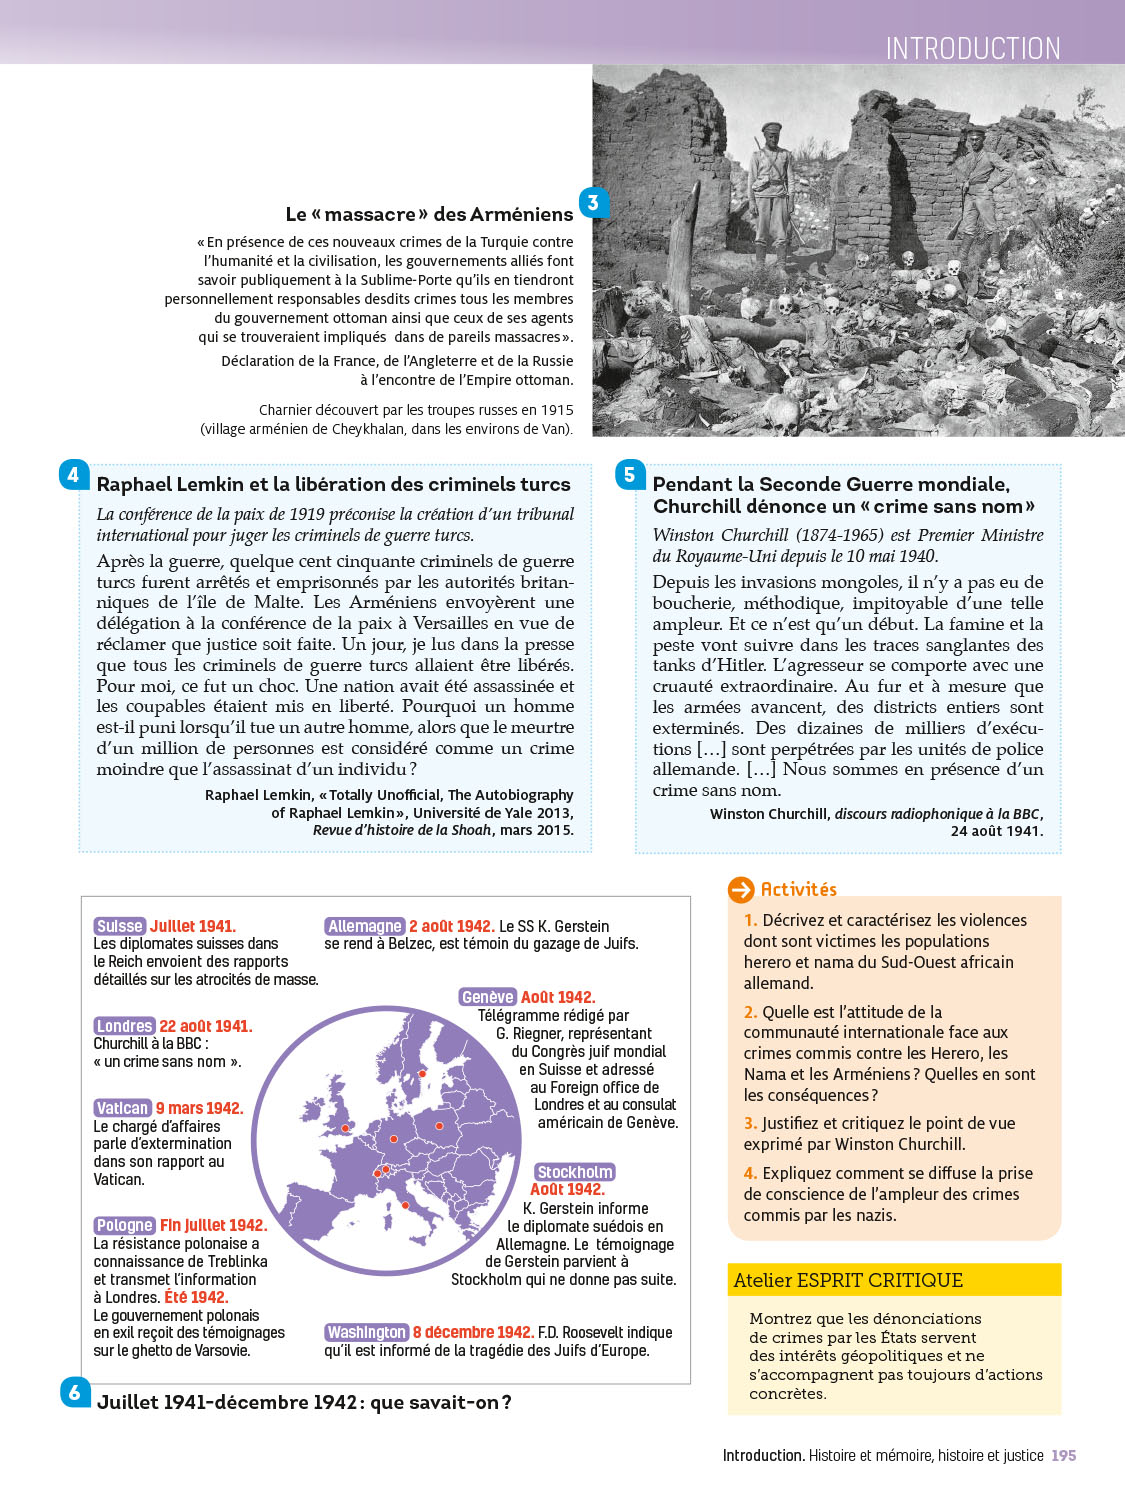 INTRODUCTION
3
Le « massacre » des Arméniens
« En présence de ces nouveaux crimes de la Turquie contre
l’humanité et la civilisation, les gouvernements alliés font
savoir publiquement à la Sublime-Porte qu’ils en tiendront
personnellement responsables desdits crimes tous les membres
du gouvernement ottoman ainsi que ceux de ses agents
qui se trouveraient impliqués dans de pareils massacres ».
Déclaration de la France, de l’Angleterre et de la Russie
à l’encontre de l’Empire ottoman.
Charnier découvert par les troupes russes en 1915
(village arménien de Cheykhalan, dans les environs de Van).
4
Raphael Lemkin et la libération des criminels turcs
La conférence de la paix de 1919 préconise la création d’un tribunal
international pour juger les criminels de guerre turcs.
Après la guerre, quelque cent cinquante criminels de guerre
turcs furent arrêtés et emprisonnés par les autorités britan-
niques de l’île de Malte. Les Arméniens envoyèrent une
délégation à la conférence de la paix à Versailles en vue de
réclamer que justice soit faite. Un jour, je lus dans la presse
que tous les criminels de guerre turcs allaient être libérés.
Pour moi, ce fut un choc. Une nation avait été assassinée et
les coupables étaient mis en liberté. Pourquoi un homme
est-il puni lorsqu’il tue un autre homme, alors que le meurtre
d’un million de personnes est considéré comme un crime
moindre que l’assassinat d’un individu ?
Raphael Lemkin, « Totally Unofficial, The Autobiography
of Raphael Lemkin », Université de Yale 2013,
Revue d’histoire de la Shoah, mars 2015.
5
Pendant la Seconde Guerre mondiale,
Churchill dénonce un « crime sans nom »
Winston Churchill (1874-1965) est Premier Ministre
du Royaume-Uni depuis le 10 mai 1940.
Depuis les invasions mongoles, il n’y a pas eu de
boucherie, méthodique, impitoyable d’une telle
ampleur. Et ce n’est qu’un début. La famine et la
peste vont suivre dans les traces sanglantes des
tanks d’Hitler. L’agresseur se comporte avec une
cruauté extraordinaire. Au fur et à mesure que
les armées avancent, des districts entiers sont
exterminés. Des dizaines de milliers d’exécu-
tions […] sont perpétrées par les unités de police
allemande. […] Nous sommes en présence d’un
crime sans nom.
Winston Churchill, discours radiophonique à la BBC,
24 août 1941.
Suisse Juillet 1941.
Les diplomates suisses dans
le Reich envoient des rapports
détaillés sur les atrocités de masse.
Londres 22 août 1941.
Churchill à la BBC :
« un crime sans nom ».
Vatican 9 mars 1942.
Le chargé d’affaires
parle d’extermination
dans son rapport au
Vatican.
Pologne Fin juillet 1942.
La résistance polonaise a
connaissance de Treblinka
et transmet l’information
à Londres. Été 1942.
Le gouvernement polonais
en exil reçoit des témoignages
sur le ghetto de Varsovie.
Allemagne 2 août 1942. Le SS K. Gerstein
se rend à Belzec, est témoin du gazage de Juifs.
Genève Août 1942.
Télégramme rédigé par
G. Riegner, représentant
du Congrès juif mondial
en Suisse et adressé
au Foreign office de
Londres et au consulat
américain de Genève.
Stockholm
Août 1942.
K. Gerstein informe
le diplomate suédois en
Allemagne. Le témoignage
de Gerstein parvient à
Stockholm qui ne donne pas suite.
Washington 8 décembre 1942. F.D. Roosevelt indique
qu’il est informé de la tragédie des Juifs d’Europe.
6
Juillet 1941-décembre 1942 : que savait-on ?
Activités
1. Décrivez et caractérisez les violences
dont sont victimes les populations
herero et nama du Sud-Ouest africain
allemand.
2. Quelle est l’attitude de la
communauté internationale face aux
crimes commis contre les Herero, les
Nama et les Arméniens ? Quelles en sont
les conséquences ?
3. Justifiez et critiquez le point de vue
exprimé par Winston Churchill.
4. Expliquez comment se diffuse la prise
de conscience de l’ampleur des crimes
commis par les nazis.
Atelier ESPRIT CRITIQUE
Montrez que les dénonciations
de crimes par les États servent
des intérêts géopolitiques et ne
s’accompagnent pas toujours d’actions
concrètes.
Introduction. Histoire et mémoire, histoire et justice 195